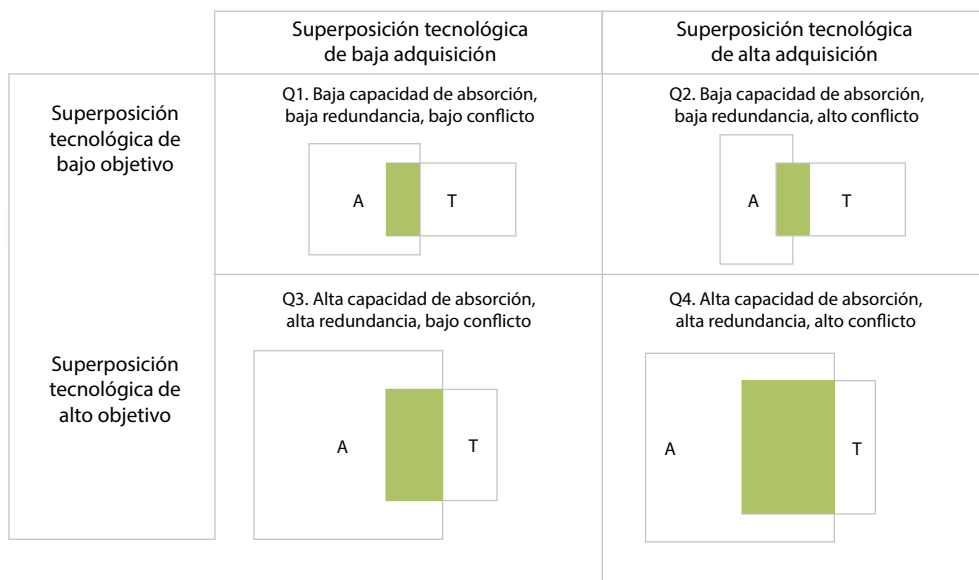 Superposición tecnológica
de baja adquisición
Superposición tecnológica
de alta adquisición
Superposición
tecnológica de
bajo objetivo
Q1. Baja capacidad de absorción,
baja redundancia, bajo conflicto
A
T
Q2. Baja capacidad de absorción,
baja redundancia, alto conflicto
A
T
Superposición
tecnológica de
alto objetivo
Q3. Alta capacidad de absorción,
alta redundancia, bajo conflicto
A
T
Q4. Alta capacidad de absorción,
alta redundancia, alto conflicto
A
T